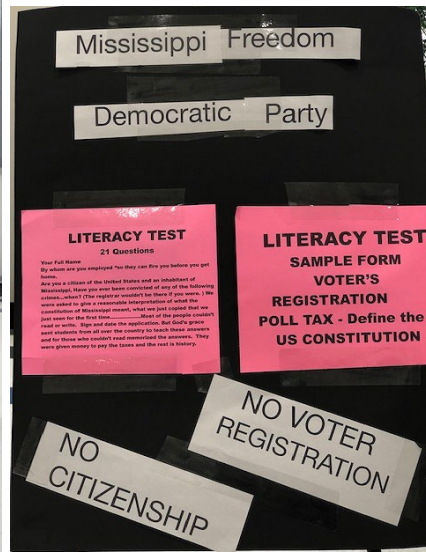 Mississippi Freedom
Democratic Party
LITERACY TEST
21 Questions
Your Full Name
By whom are you employed "so they can fire you before you get
home.
Are you a citizen of the United States and an inhabitant of
Mississippi, Have you ever been convicted of any of the following
crimes...when? (The registrar wouldn't be there if you were. ) We
were asked to give a reasonable interpretation of what the
constitution of Mississippi meant, what we just copied that we
just seen for the first time..............Most of the people couldn't
read or write. Sign and date the application. But God's grace
sent students from all over the country to teach these answers
and for those who couldn't read memorized the answers. They
were given money to pay the taxes and the rest is history.
LITERACY TEST
SAMPLE FORM
VOTER'S
REGISTRATION
POLL TAX - Define the
US CONSTITUTION
NO VOTER
REGISTRATION
NO
CITIZENSHIP